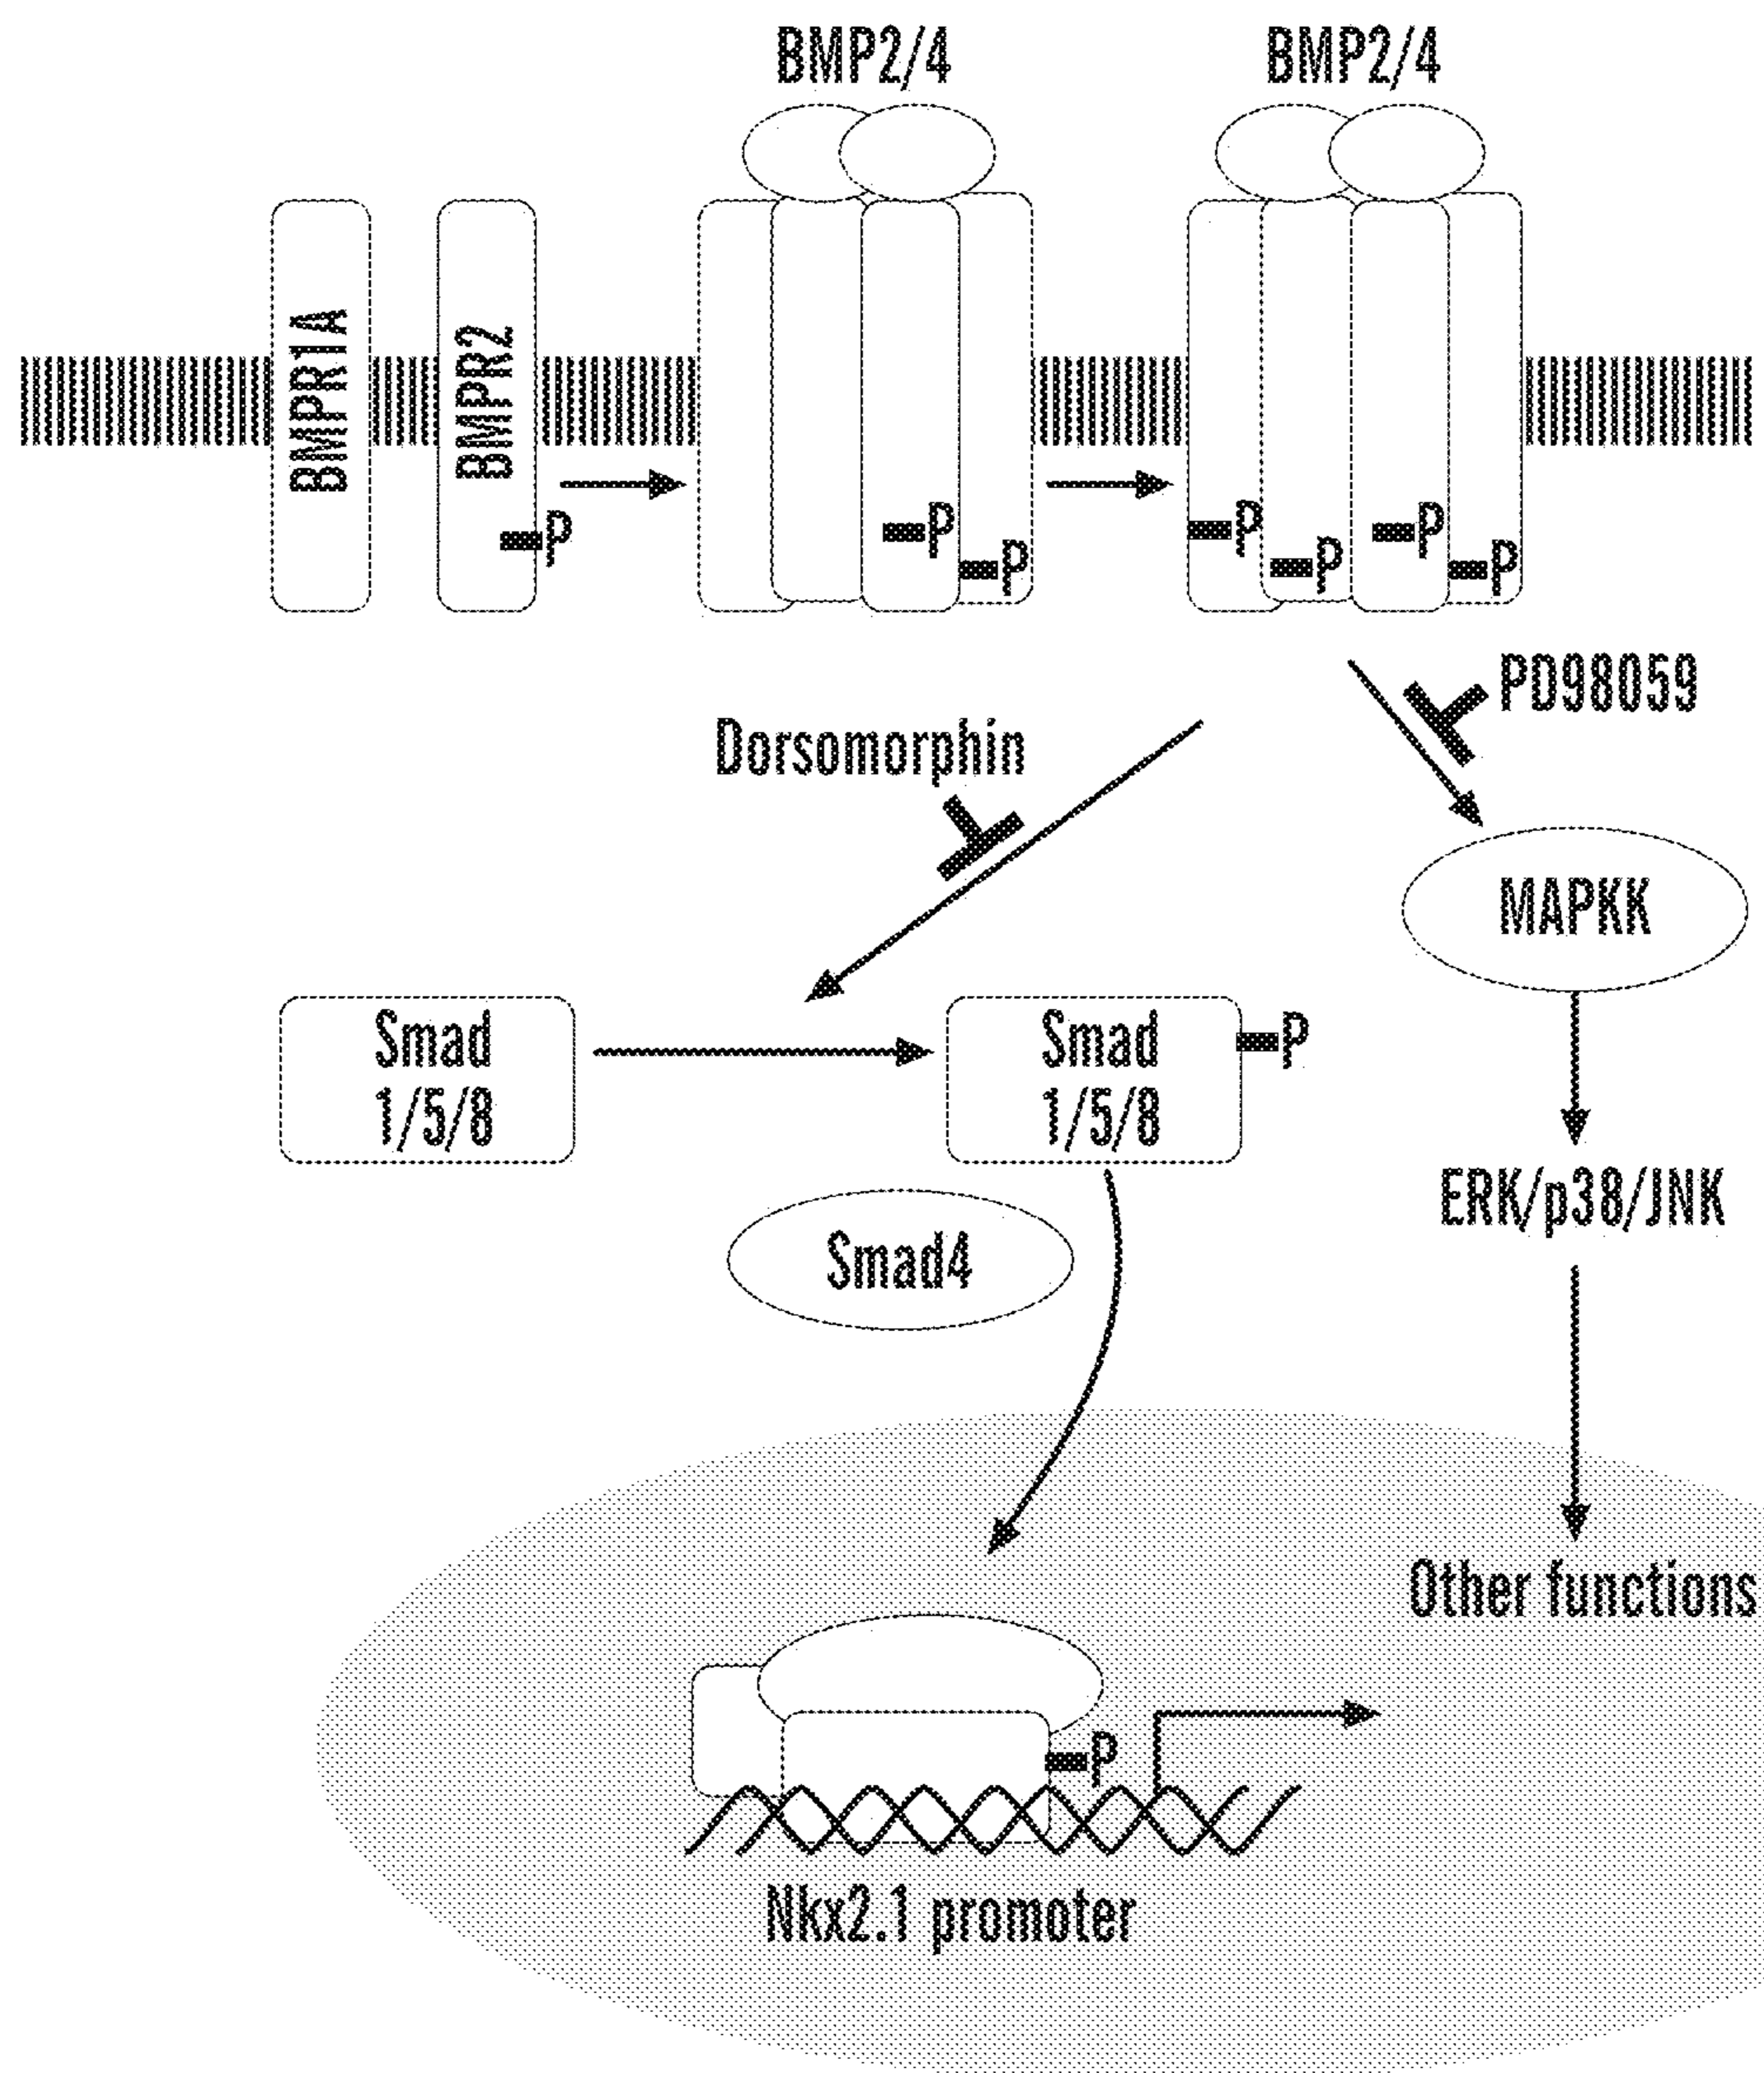 BMP2/4
BMP2/4
BMPR1A
BMPR2
P
P
P
P
P
P
P
PD98059
Dorsomorphin
MAPKK
Smad
1/5/8
Smad
1/5/8
P
ERK/p38/JNK
Smad4
Other functions
P
Nkx2.1 promoter